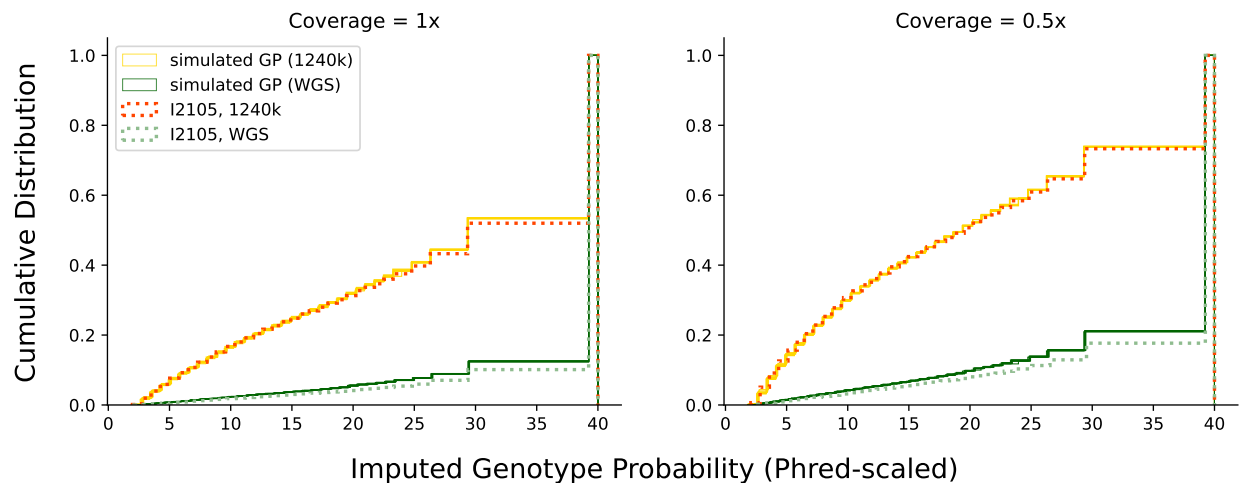 Coverage = 1x
Coverage = 0.5x
Cumulative Distribution
1.0
0.8
0.6
0.4
0.2
0.0
simulated GP (1240k)
simulated GP (WGS)
I2105, 1240k
I2105, WGS
0 5 10 15 20 25 30 35 40
1.0
0.8
0.6
0.4
0.2
0.0
0 5 10 15 20 25 30 35 40
Imputed Genotype Probability (Phred-scaled)